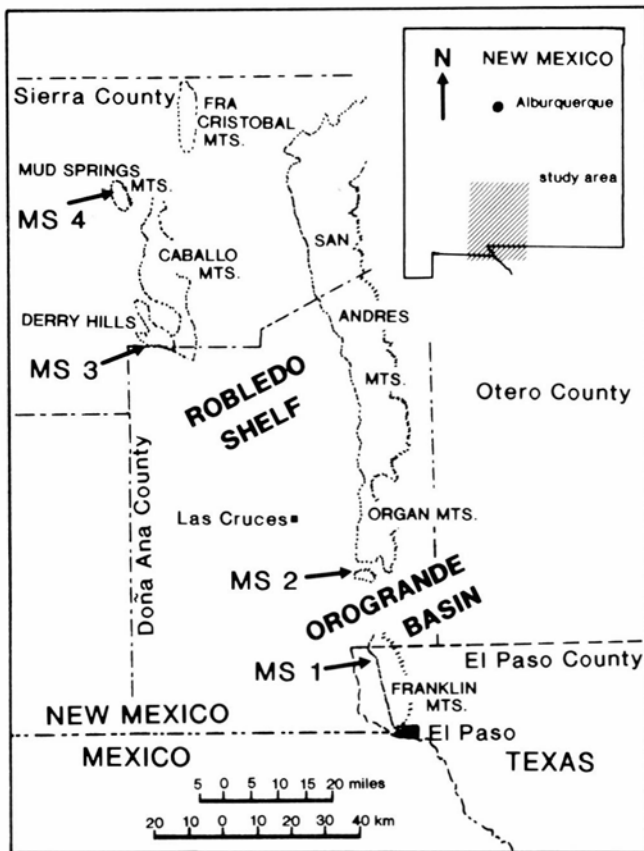 N
NEW MEXICO
Alburquerque
study area
Sierra County
FRA
CRISTOBAL
MTS.
MUD SPRINGS
MTS.
MS 4
SAN
CABALLO
MTS.
DERRY HILLS
ANDRES
MS 3
MTS.
ROBLEDO
SHELF
Otero County
Doña Ana County
Las Cruces
ORGAN MTS.
MS 2
OROGRANDE
BASIN
MS 1
El Paso County
FRANKLIN
MTS.
NEW MEXICO
El Paso
MEXICO
TEXAS
5 0 5 10 15 20 miles
20 10 0 10 20 30 40 km